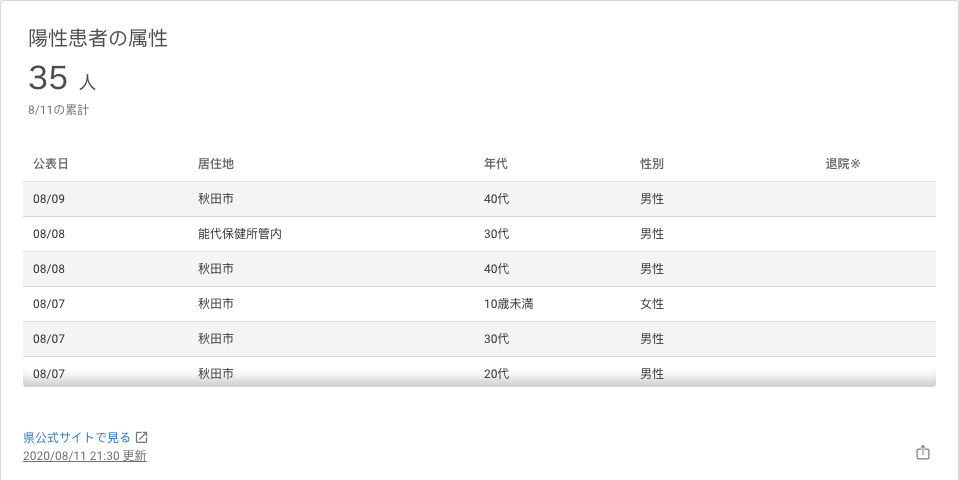 陽性患者の属性
35 人
8/11の累計
公表日 居住地 年代 性別 退院※
08/09 秋田市 40代 男性
08/08 能代保健所管内 30代 男性
08/08 秋田市 40代 男性
08/07 秋田市 10歳未満 女性
08/07 秋田市 30代 男性
08/07 秋田市 20代 男性
県公式サイトで見る
2020/08/11 21:30 更新